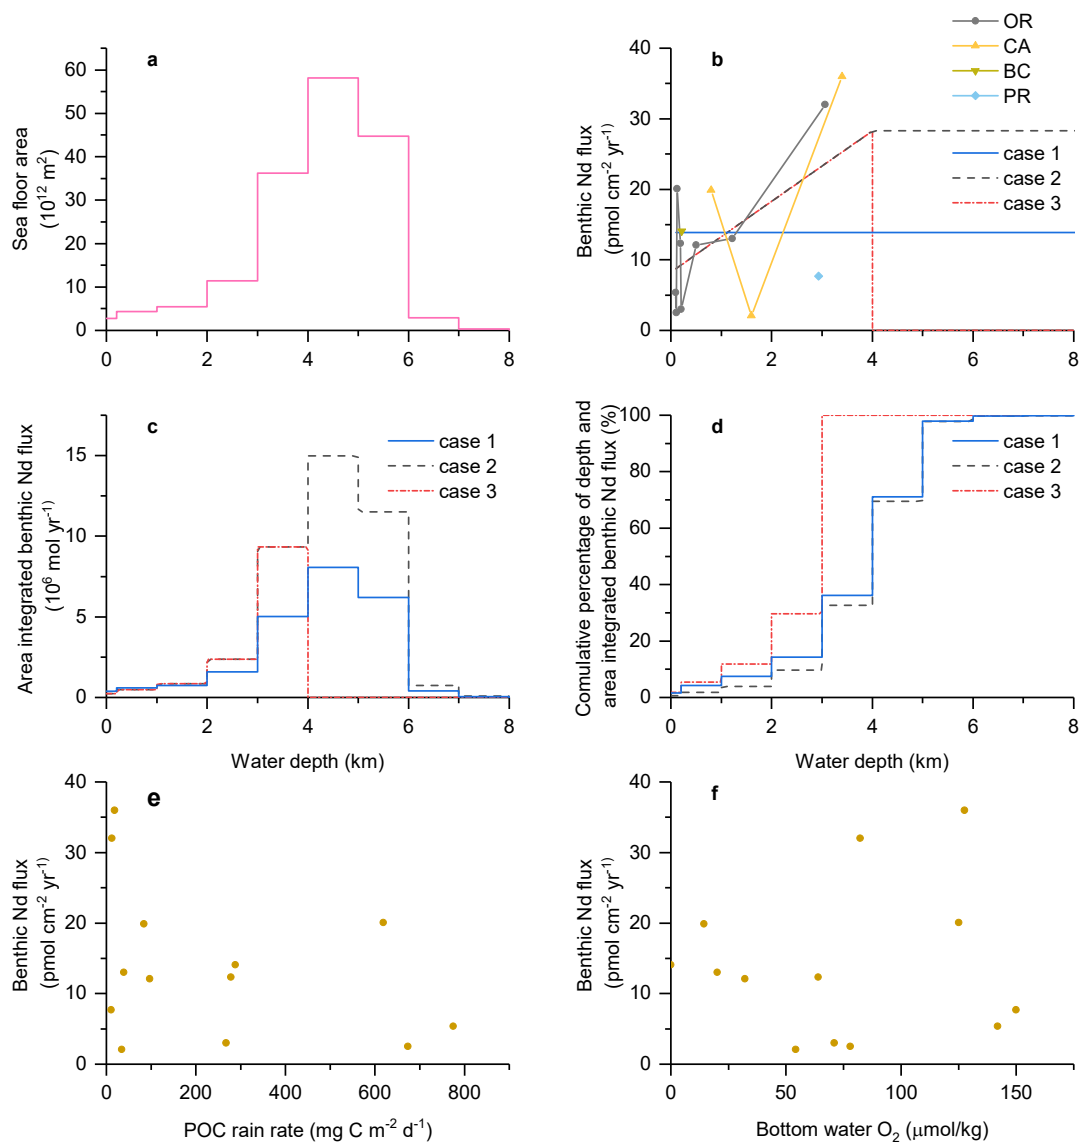 a
Sea floor area
(10¹² m²)
60
50
40
30
20
10
0
0
2
4
6
8
b
OR
CA
BC
PR
case 1
case 2
case 3
Benthic Nd flux
(pmol cm⁻² yr⁻¹)
40
30
20
10
0
0
2
4
6
8
c
case 1
case 2
case 3
Area integrated benthic Nd flux
(10⁶ mol yr⁻¹)
15
10
5
0
0
2
4
6
8
Water depth (km)
d
case 1
case 2
case 3
Comulative percentage of depth and
area integrated benthic Nd flux (%)
100
80
60
40
20
0
0
2
4
6
8
Water depth (km)
e
Benthic Nd flux
(pmol cm⁻² yr⁻¹)
40
30
20
10
0
0
200
400
600
800
POC rain rate (mg C m⁻² d⁻¹)
f
Benthic Nd flux
(pmol cm⁻² yr⁻¹)
40
30
20
10
0
0
50
100
150
Bottom water O₂ (μmol/kg)